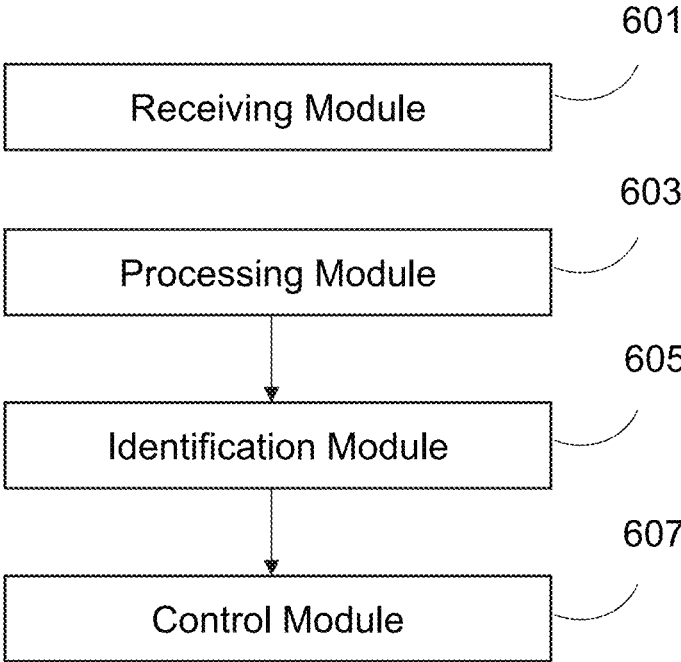 601
Receiving Module
603
Processing Module
605
Identification Module
607
Control Module